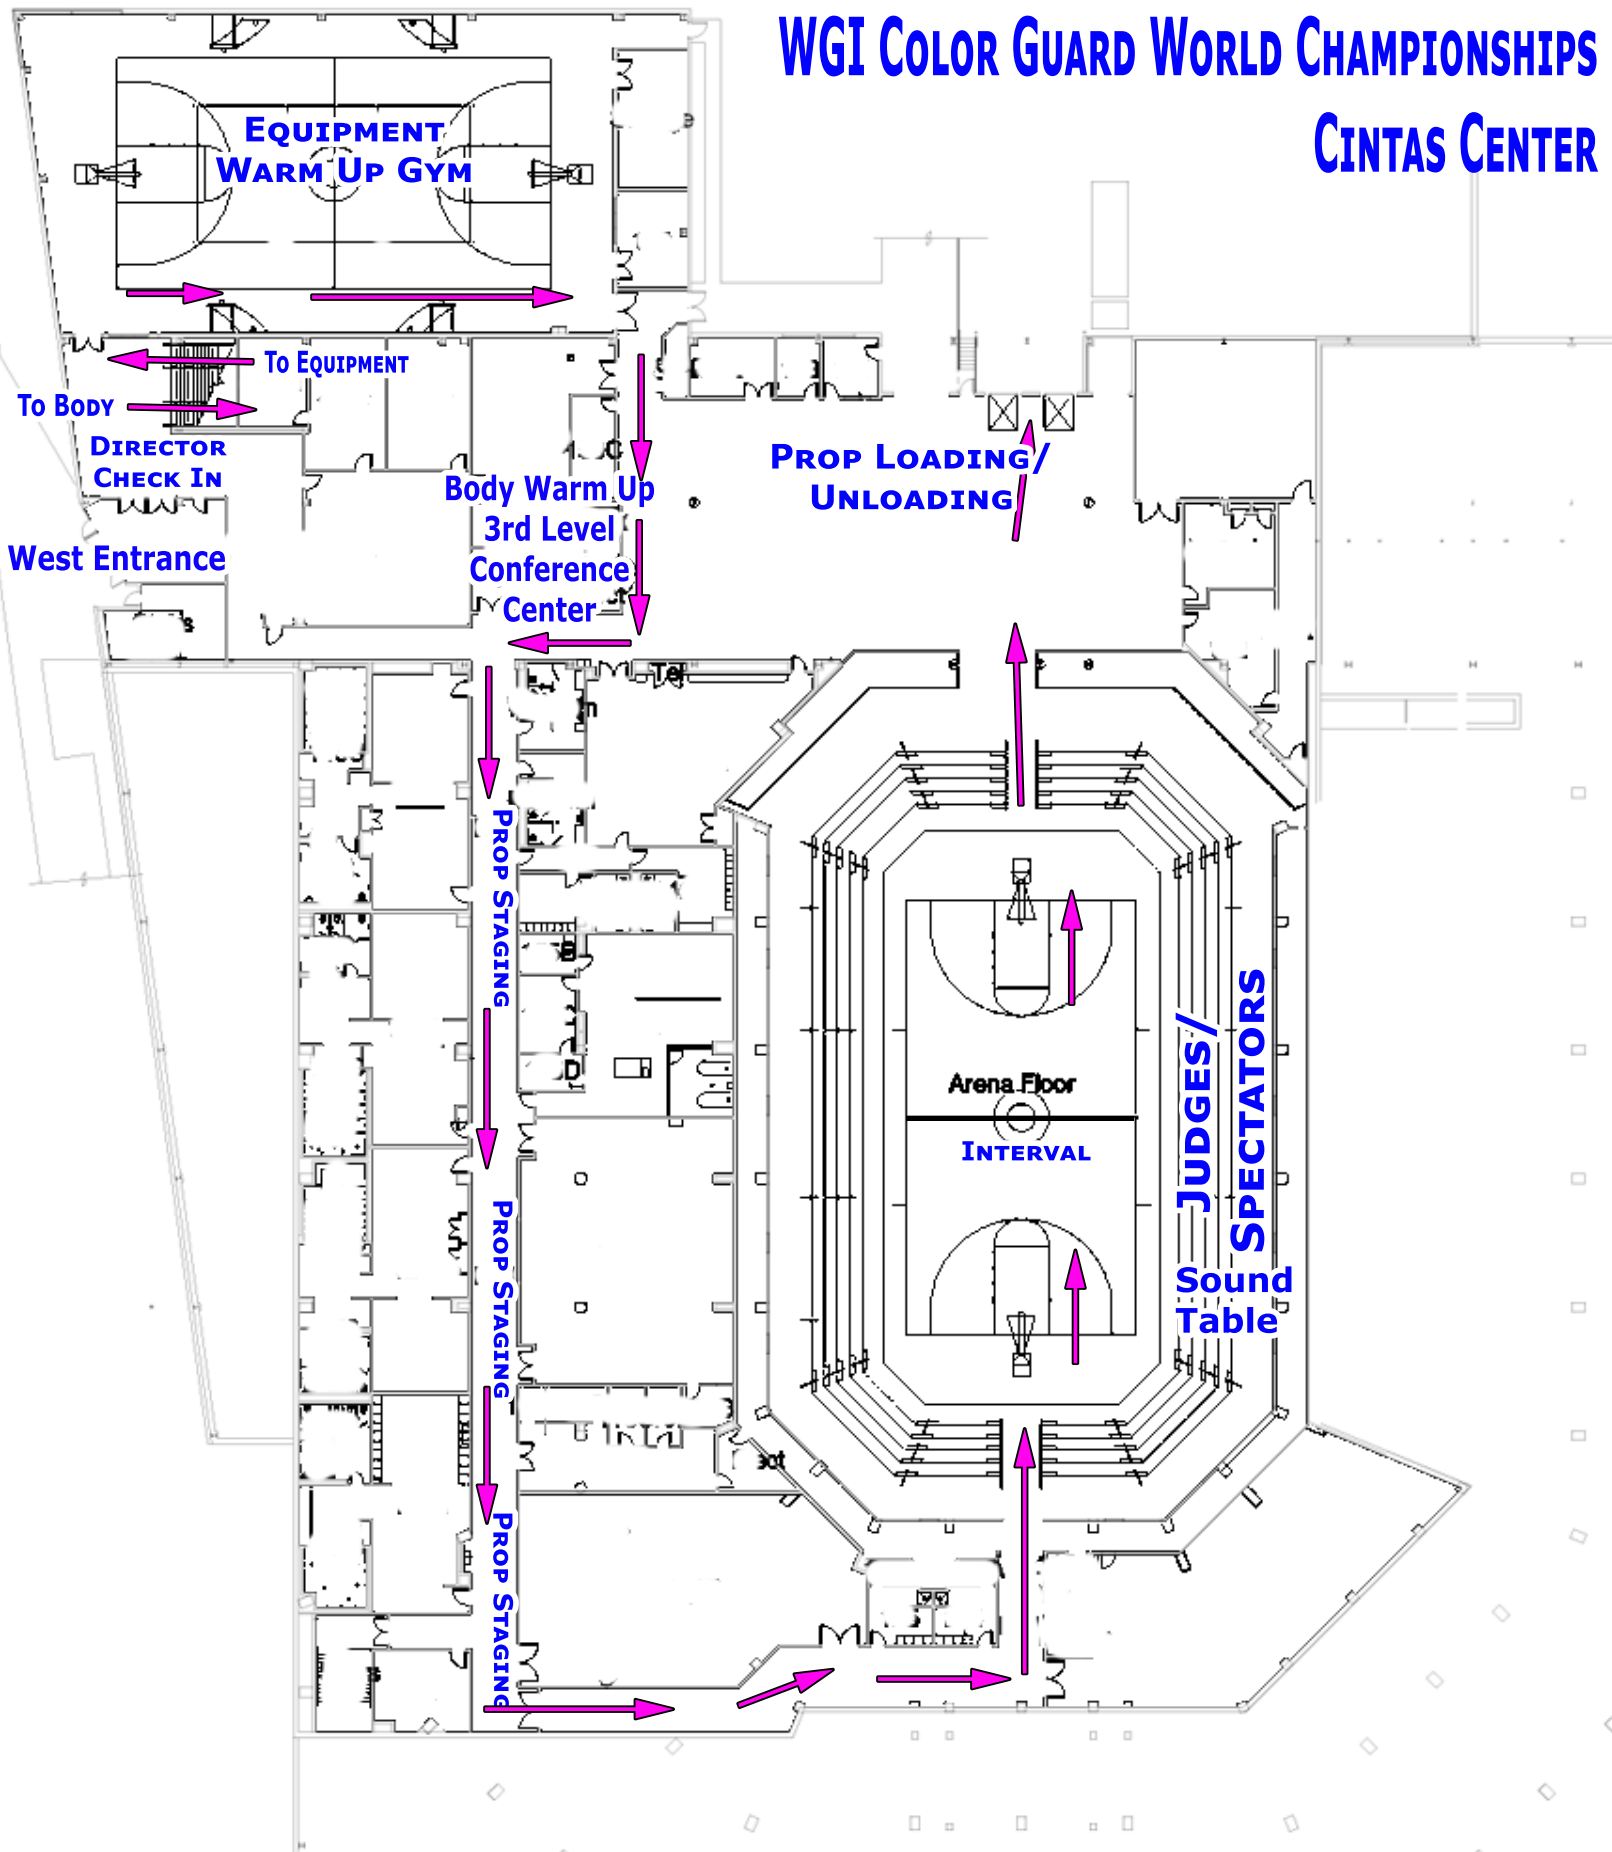 WGI Color Guard World Championships
Cintas Center
Equipment
Warm Up Gym
To Equipment
To Body
Director
Check In
Body Warm Up
3rd Level
Conference
Center
West Entrance
Prop Loading/
Unloading
Prop Staging
Prop Staging
Prop Staging
Arena Floor
Interval
Judges/
Spectators
Sound
Table